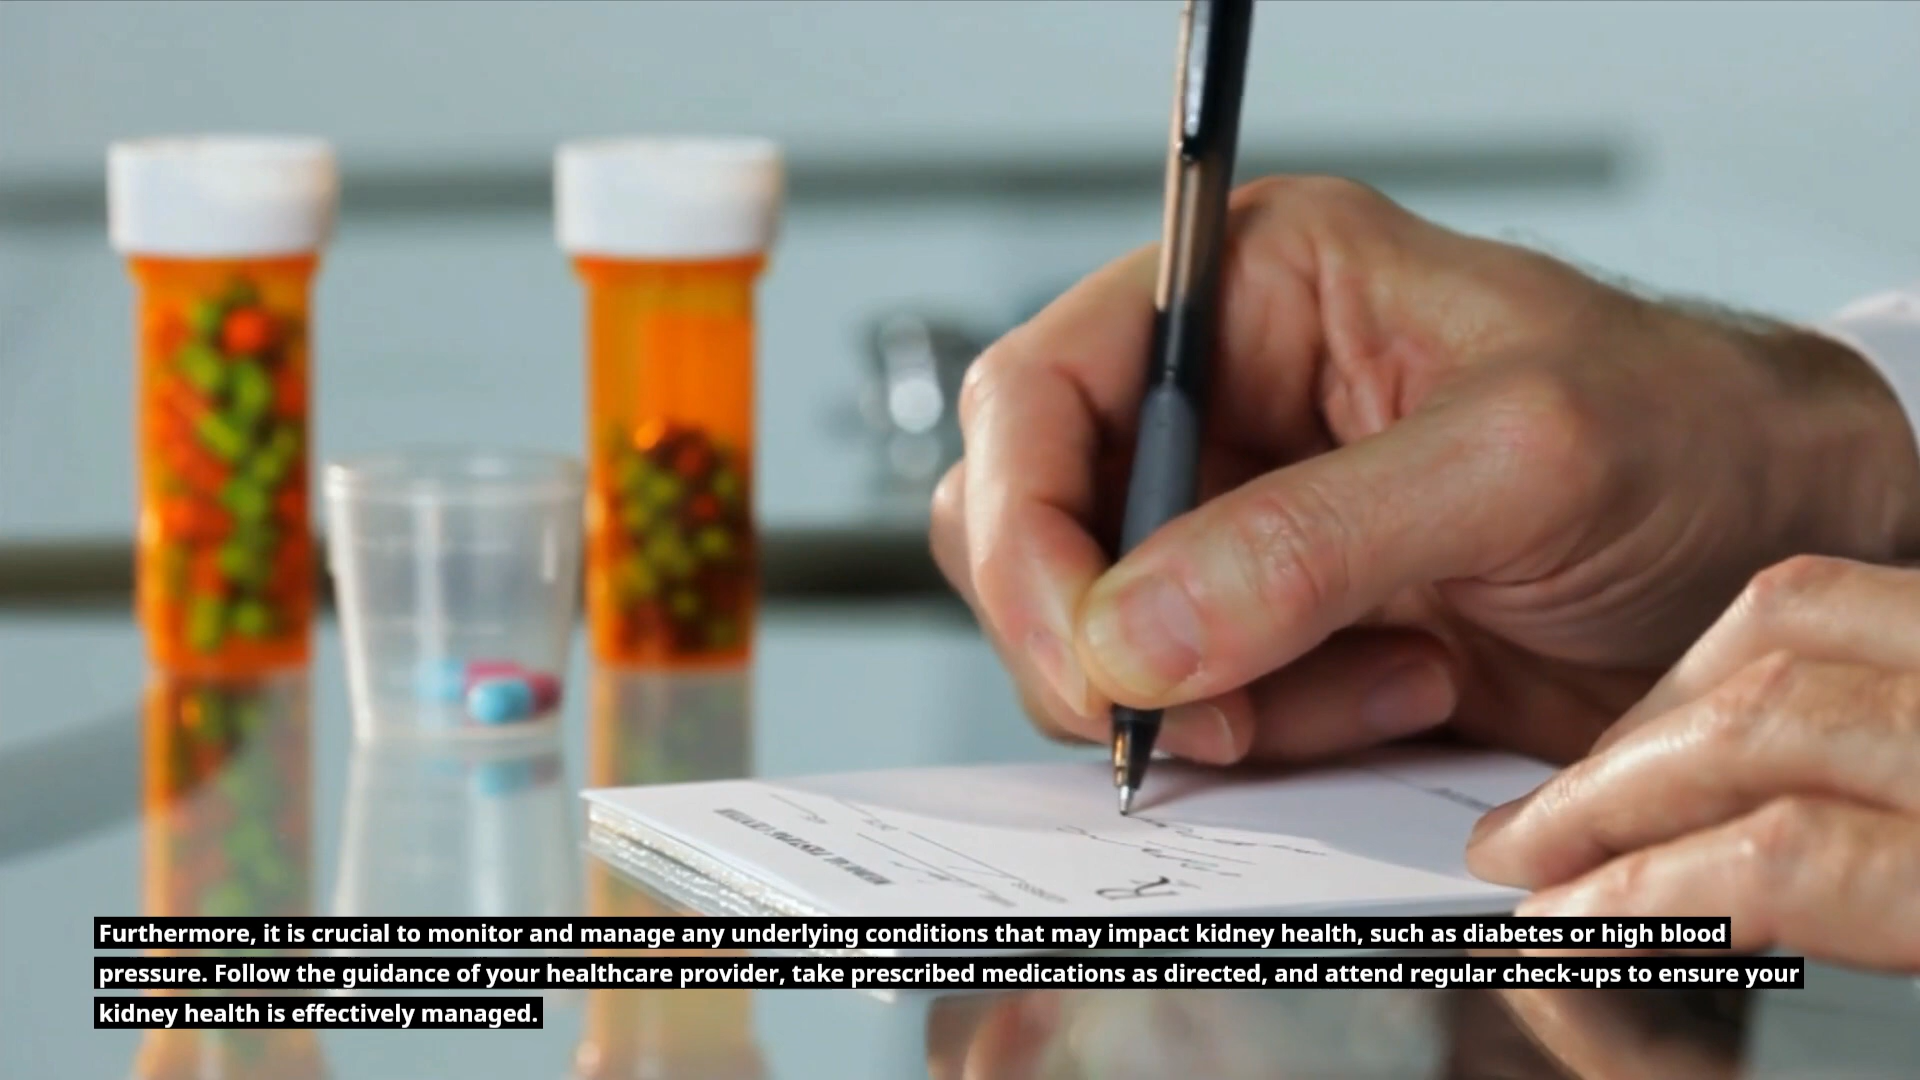 Furthermore, it is crucial to monitor and manage any underlying conditions that may impact kidney health, such as diabetes or high blood
pressure. Follow the guidance of your healthcare provider, take prescribed medications as directed, and attend regular check-ups to ensure your
kidney health is effectively managed.